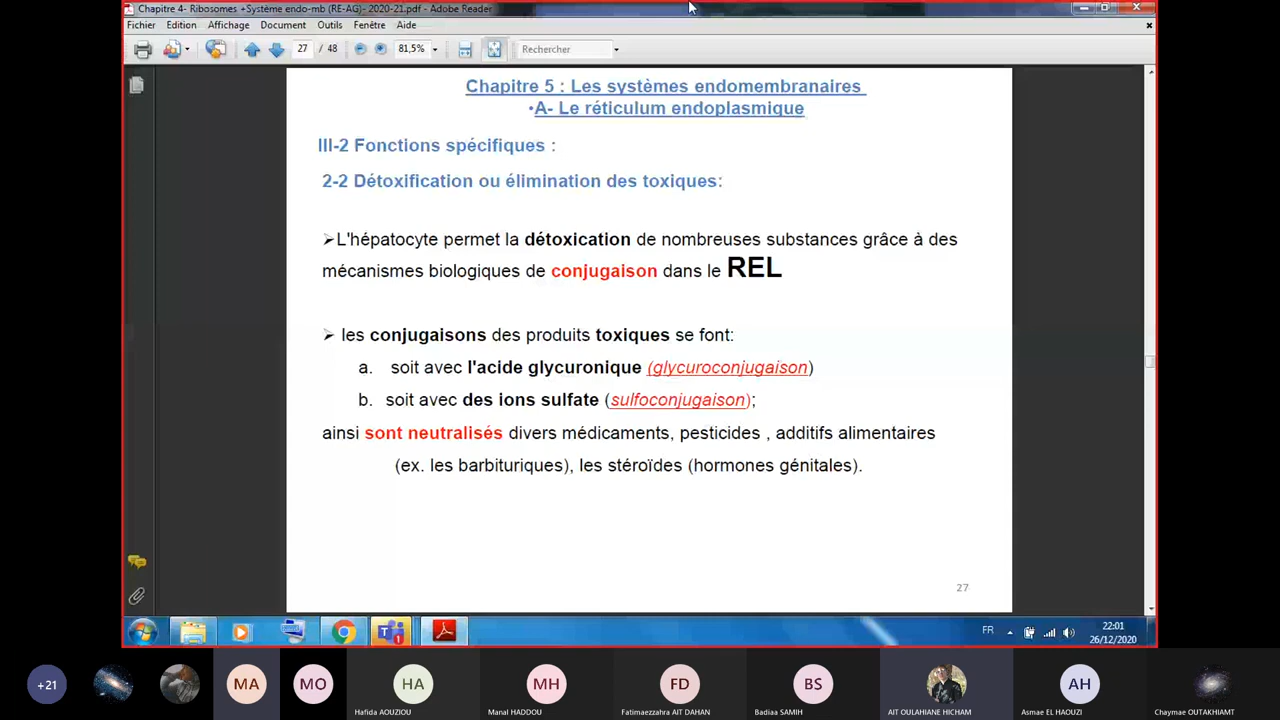 Chapitre 4- Ribosomes +Système endo-mb (RE-AG)- 2020-21.pdf - Adobe Reader
Fichier Edition Affichage Document Outils Fenêtre Aide
27 / 48 81,5% Rechercher
Chapitre 5 : Les systèmes endomembranaires
•A- Le réticulum endoplasmique
III-2 Fonctions spécifiques :
2-2 Détoxification ou élimination des toxiques:
➢L'hépatocyte permet la détoxication de nombreuses substances grâce à des
mécanismes biologiques de conjugaison dans le REL
➢ les conjugaisons des produits toxiques se font:
a. soit avec l'acide glycuronique (glycuroconjugaison)
b. soit avec des ions sulfate (sulfoconjugaison);
ainsi sont neutralisés divers médicaments, pesticides , additifs alimentaires
(ex. les barbituriques), les stéroïdes (hormones génitales).
27
FR 22:01
26/12/2020
+21 MA MO HA MH FD BS AH
Hafida AOUZIOU Manal HADDOU Fatimaezzahra AIT DAHAN Badiaa SAMIH AIT OULAHIANE HICHAM Asmae EL HAOUZI Chaymae OUTAKHIAMT